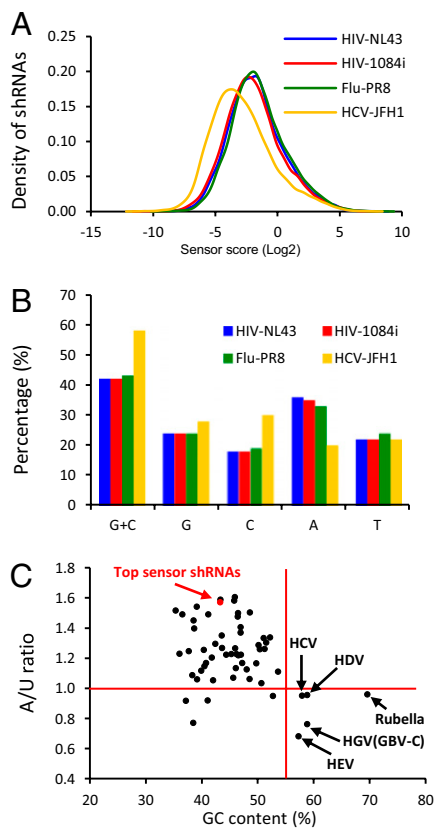 A
Density of shRNAs
0.25
0.20
0.15
0.10
0.05
0.00
HIV-NL43
HIV-1084i
Flu-PR8
HCV-JFH1
-15 -10 -5 0 5 10
Sensor score (Log2)
B
Percentage (%)
70
60
50
40
30
20
10
0
HIV-NL43 HIV-1084i
Flu-PR8 HCV-JFH1
G+C G C A T
C
A/U ratio
1.8
1.6
1.4
1.2
1.0
0.8
0.6
0.4
Top sensor shRNAs
HCV
HDV
Rubella
HGV(GBV-C)
HEV
20 30 40 50 60 70 80
GC content (%)